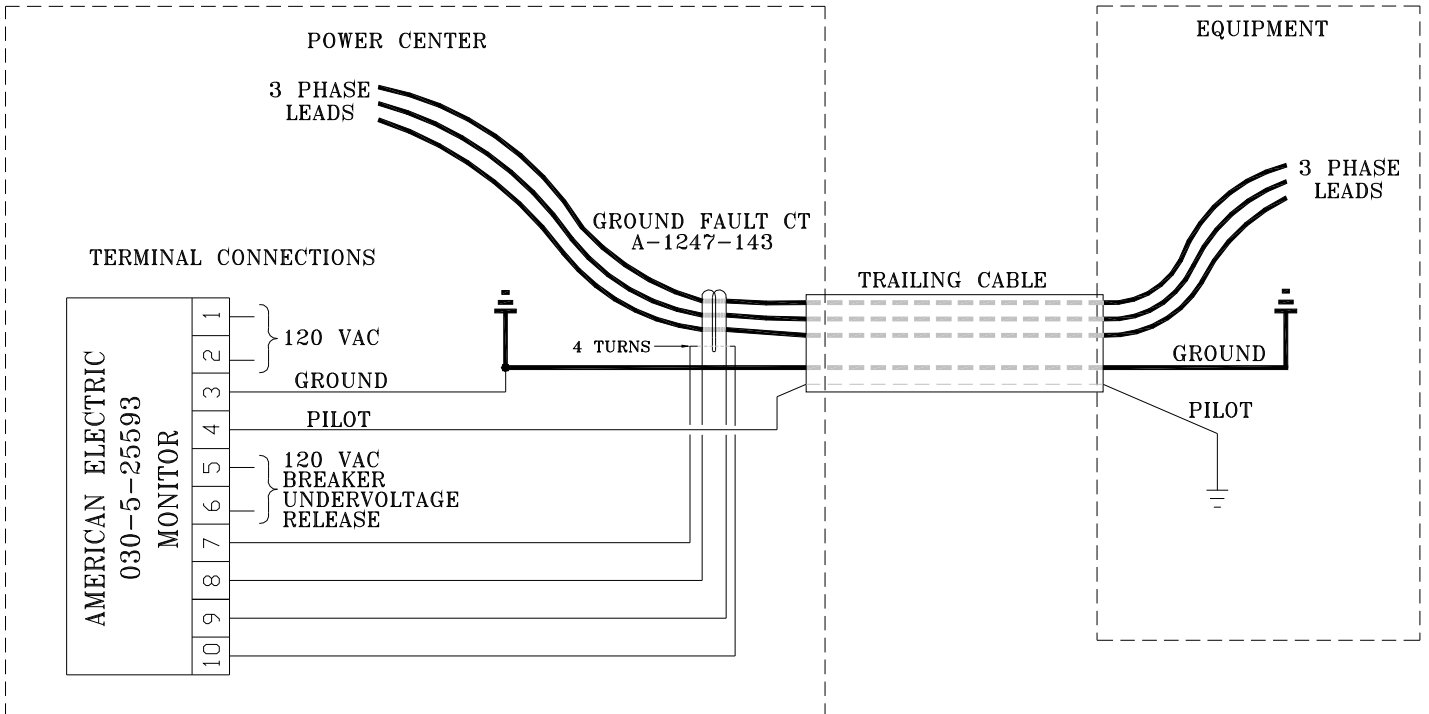 POWER CENTER
EQUIPMENT
3 PHASE
LEADS
3 PHASE
LEADS
GROUND FAULT CT
A-1247-143
TERMINAL CONNECTIONS
TRAILING CABLE
AMERICAN ELECTRIC
030-5-25593
MONITOR
1
2
3
4
5
6
7
8
9
10
120 VAC
GROUND
PILOT
120 VAC
BREAKER
UNDERVOLTAGE
RELEASE
4 TURNS
GROUND
PILOT